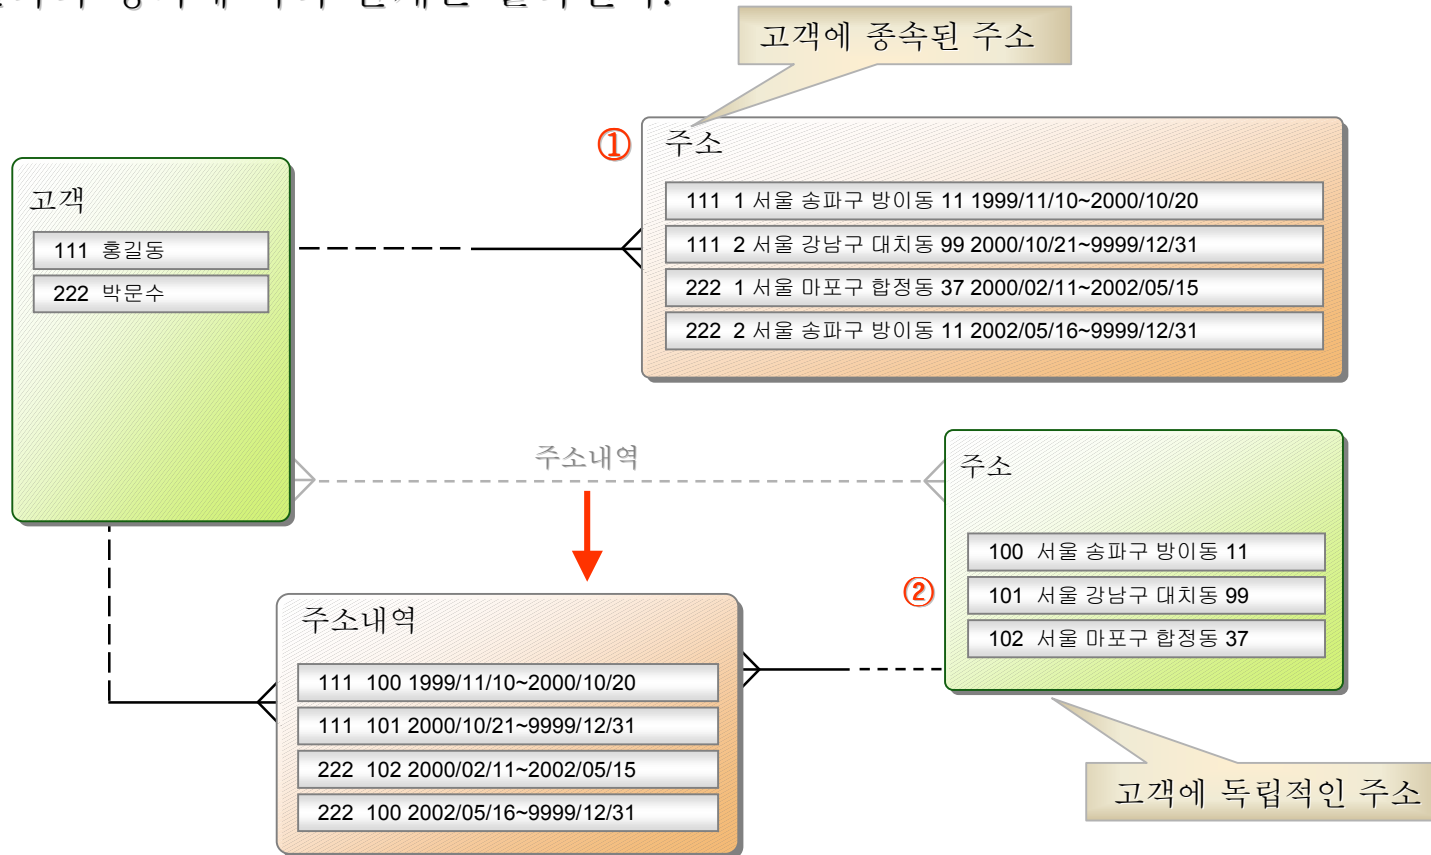 고객에 종속된 주소
①
주소
111 1 서울 송파구 방이동 11 1999/11/10~2000/10/20
111 2 서울 강남구 대치동 99 2000/10/21~9999/12/31
222 1 서울 마포구 합정동 37 2000/02/11~2002/05/15
222 2 서울 송파구 방이동 11 2002/05/16~9999/12/31
고객
111 홍길동
222 박문수
주소내역
주소
100 서울 송파구 방이동 11
101 서울 강남구 대치동 99
102 서울 마포구 합정동 37
②
주소내역
111 100 1999/11/10~2000/10/20
111 101 2000/10/21~9999/12/31
222 102 2000/02/11~2002/05/15
222 100 2002/05/16~9999/12/31
고객에 독립적인 주소